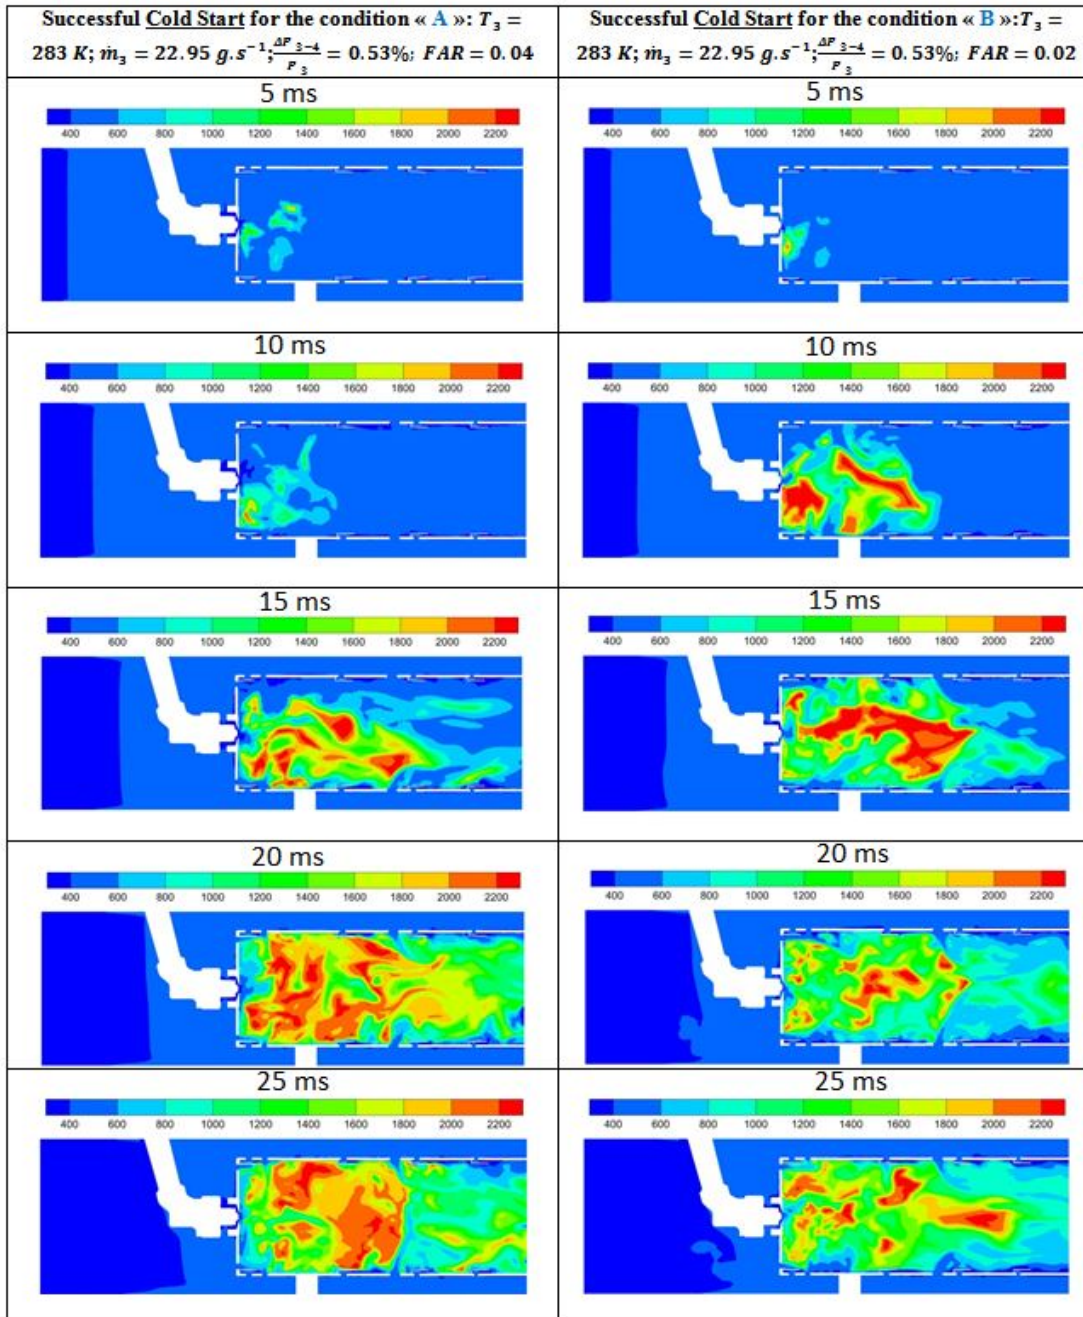 Successful Cold Start for the condition « A »: T₃ =
283 K; ṁ₃ = 22.95 g.s⁻¹; ΔP₃₋₄/P₃ = 0.53%; FAR = 0.04
Successful Cold Start for the condition « B »:T₃ =
283 K; ṁ₃ = 22.95 g.s⁻¹; ΔP₃₋₄/P₃ = 0.53%; FAR = 0.02
5 ms
400 600 800 1000 1200 1400 1600 1800 2000 2200
5 ms
400 600 800 1000 1200 1400 1600 1800 2000 2200
10 ms
400 600 800 1000 1200 1400 1600 1800 2000 2200
10 ms
400 600 800 1000 1200 1400 1600 1800 2000 2200
15 ms
400 600 800 1000 1200 1400 1600 1800 2000 2200
15 ms
400 600 800 1000 1200 1400 1600 1800 2000 2200
20 ms
400 600 800 1000 1200 1400 1600 1800 2000 2200
20 ms
400 600 800 1000 1200 1400 1600 1800 2000 2200
25 ms
400 600 800 1000 1200 1400 1600 1800 2000 2200
25 ms
400 600 800 1000 1200 1400 1600 1800 2000 2200